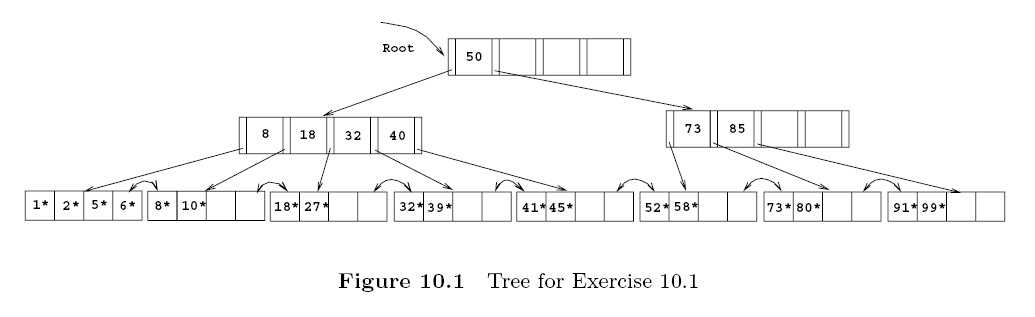 Root
50
8 18 32 40
73 85
1* 2* 5* 6* 8* 10* 18* 27* 32* 39* 41* 45* 52* 58* 73* 80* 91* 99*
Figure 10.1 Tree for Exercise 10.1